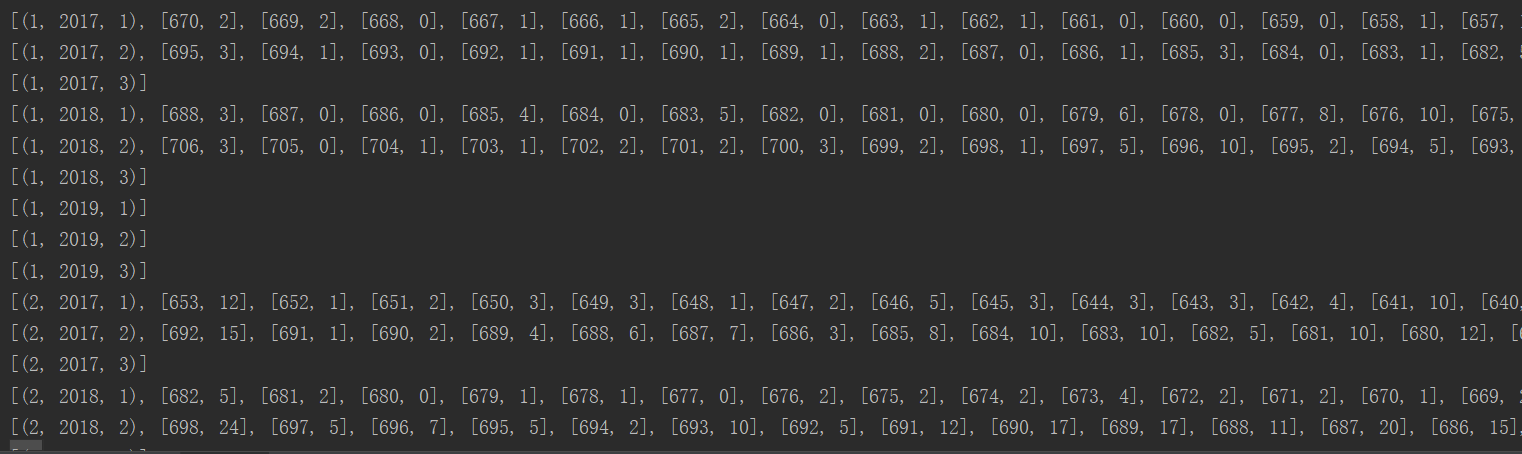 [(1, 2017, 1), [670, 2], [669, 2], [668, 0], [667, 1], [666, 1], [665, 2], [664, 0], [663, 1], [662, 1], [661, 0], [660, 0], [659, 0], [658, 1], [657,
[(1, 2017, 2), [695, 3], [694, 1], [693, 0], [692, 1], [691, 1], [690, 1], [689, 1], [688, 2], [687, 0], [686, 1], [685, 3], [684, 0], [683, 1], [682,
[(1, 2017, 3)]
[(1, 2018, 1), [688, 3], [687, 0], [686, 0], [685, 4], [684, 0], [683, 5], [682, 0], [681, 0], [680, 0], [679, 6], [678, 0], [677, 8], [676, 10], [675,
[(1, 2018, 2), [706, 3], [705, 0], [704, 1], [703, 1], [702, 2], [701, 2], [700, 3], [699, 2], [698, 1], [697, 5], [696, 10], [695, 2], [694, 5], [693,
[(1, 2018, 3)]
[(1, 2019, 1)]
[(1, 2019, 2)]
[(1, 2019, 3)]
[(2, 2017, 1), [653, 12], [652, 1], [651, 2], [650, 3], [649, 3], [648, 1], [647, 2], [646, 5], [645, 3], [644, 3], [643, 3], [642, 4], [641, 10], [640,
[(2, 2017, 2), [692, 15], [691, 1], [690, 2], [689, 4], [688, 6], [687, 7], [686, 3], [685, 8], [684, 10], [683, 10], [682, 5], [681, 10], [680, 12], [
[(2, 2017, 3)]
[(2, 2018, 1), [682, 5], [681, 2], [680, 0], [679, 1], [678, 1], [677, 0], [676, 2], [675, 2], [674, 2], [673, 4], [672, 2], [671, 2], [670, 1], [669,
[(2, 2018, 2), [698, 24], [697, 5], [696, 7], [695, 5], [694, 2], [693, 10], [692, 5], [691, 12], [690, 17], [689, 17], [688, 11], [687, 20], [686, 15],